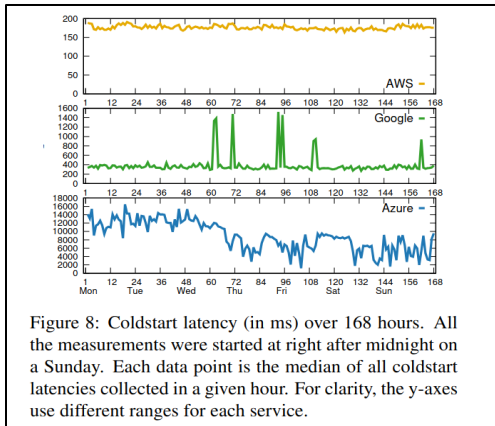 200
150
100
50
0
AWS
1 12 24 36 48 60 72 84 96 108 120 132 144 156 168
1600
1400
1200
1000
800
600
400
200
0
Google
1 12 24 36 48 60 72 84 96 108 120 132 144 156 168
18000
16000
14000
12000
10000
8000
6000
4000
2000
0
Azure
1 12 24 36 48 60 72 84 96 108 120 132 144 156 168
Mon Tue Wed Thu Fri Sat Sun
Figure 8: Coldstart latency (in ms) over 168 hours. All
the measurements were started at right after midnight on
a Sunday. Each data point is the median of all coldstart
latencies collected in a given hour. For clarity, the y-axes
use different ranges for each service.